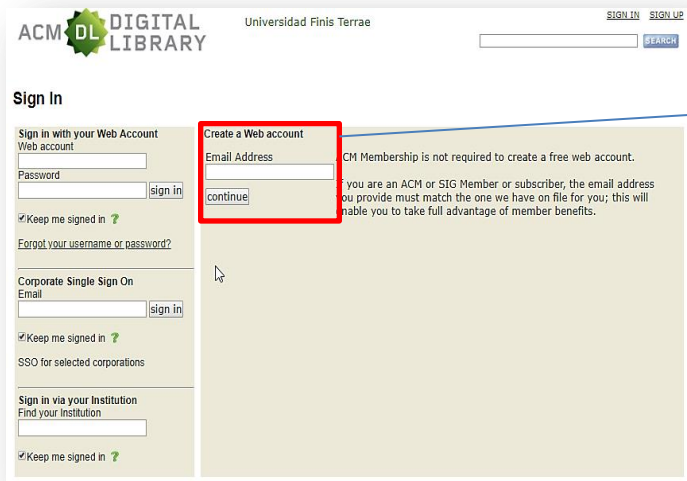 ACM DL DIGITAL LIBRARY
Universidad Finis Terrae
SIGN IN SIGN UP
SEARCH
Sign In
Sign in with your Web Account
Web account
Password
sign in
Keep me signed in ?
Forgot your username or password?
Corporate Single Sign On
Email
sign in
Keep me signed in ?
SSO for selected corporations
Sign in via your Institution
Find your Institution
Keep me signed in ?
Create a Web account
Email Address
continue
CM Membership is not required to create a free web account.
f you are an ACM or SIG Member or subscriber, the email address
ou provide must match the one we have on file for you; this will
nable you to take full advantage of member benefits.